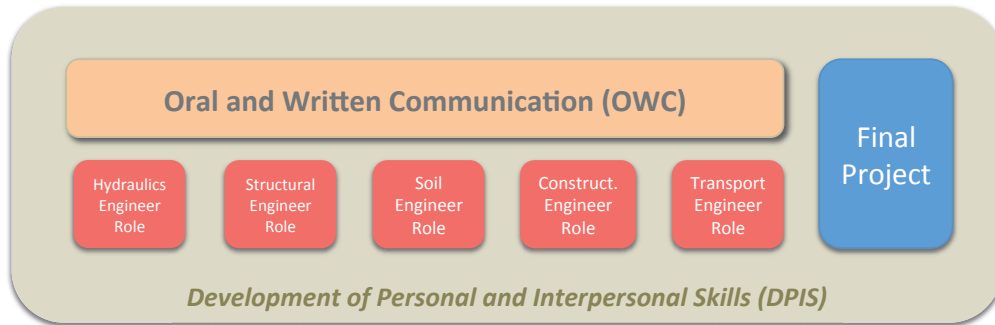 Oral and Written Communication (OWC)
Final
Project
Hydraulics
Engineer
Role
Structural
Engineer
Role
Soil
Engineer
Role
Construct.
Engineer
Role
Transport
Engineer
Role
Development of Personal and Interpersonal Skills (DPIS)